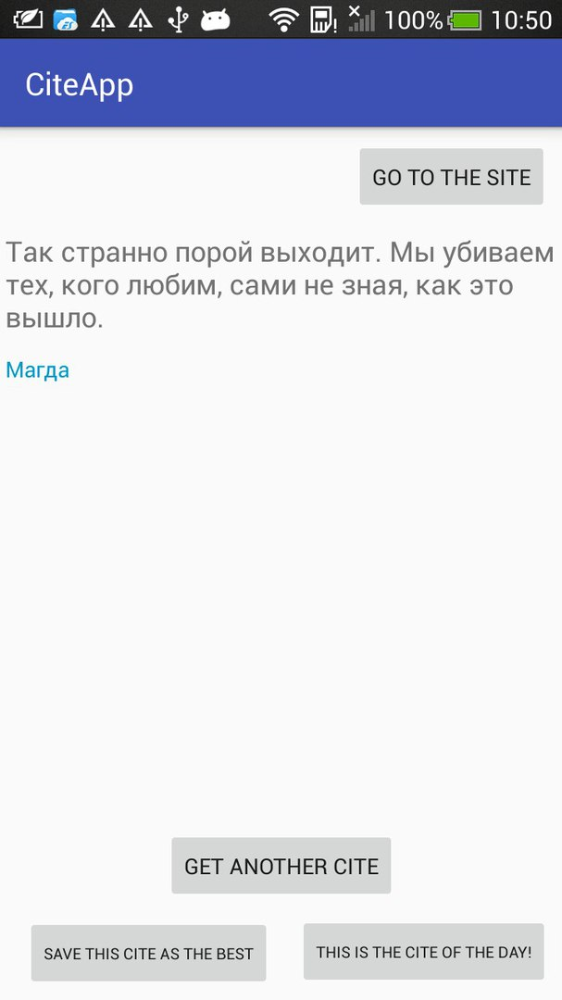 100% 10:50
CiteApp
GO TO THE SITE
Так странно порой выходит. Мы убиваем
тех, кого любим, сами не зная, как это
вышло.
Магда
GET ANOTHER CITE
SAVE THIS CITE AS THE BEST
THIS IS THE CITE OF THE DAY!